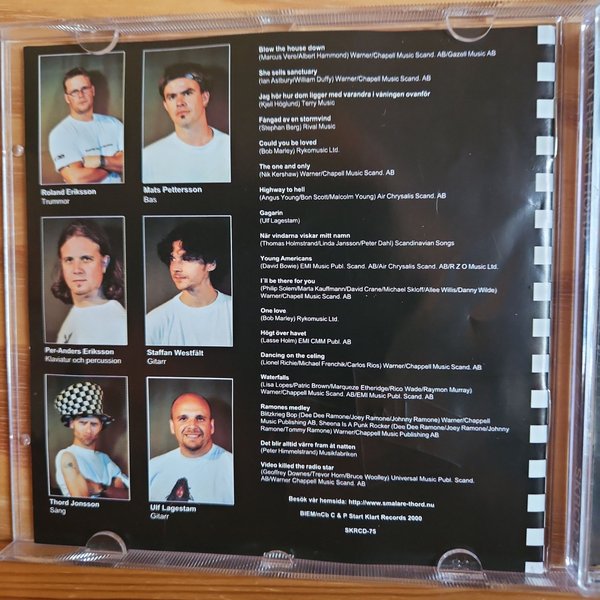 Roland Eriksson
Trummor
Mats Pettersson
Bas
Per-Anders Eriksson
Klaviatur och percussion
Staffan Westfält
Gitarr
Thord Jonsson
Sång
Ulf Lagestam
Gitarr
Blow the house down
(Marcus Vere/Albert Hammond) Warner/Chapell Music Scand. AB/Gazell Music AB
She sells sanctuary
(Ian Astbury/William Duffy) Warner/Chapell Music Scand. AB
Jag hör hur dom ligger med varandra i våningen ovanför
(Kjell Höglund) Terry Music
Fångad av en stormvind
(Stephan Berg) Rival Music
Could you be loved
(Bob Marley) Rykomusic Ltd.
The one and only
(Nik Kershaw) Warner/Chapell Music Scand. AB
Highway to hell
(Angus Young/Bon Scott/Malcolm Young) Air Chrysalis Scand. AB
Gagarin
(Ulf Lagestam)
När vindarna viskar mitt namn
(Thomas Holmstrand/Linda Jansson/Peter Dahl) Scandinavian Songs
Young Americans
(David Bowie) EMI Music Publ. Scand. AB/Air Chrysalis Scand. AB/R Z O Music Ltd.
I´ll be there for you
(Philip Solem/Marta Kauffmann/David Crane/Michael Skloff/Allee Willis/Danny Wilde)
Warner/Chapell Music Scand. AB
One love
(Bob Marley) Rykomusic Ltd.
Högt över havet
(Lasse Holm) EMI CMM Publ. AB
Dancing on the celing
(Lionel Richie/Michael Frenchik/Carlos Rios) Warner/Chappell Music Scand. AB
Waterfalls
(Lisa Lopes/Patric Brown/Marqueze Etheridge/Rico Wade/Raymon Murray)
Warner/Chappell Music Scand. AB/EMI Music Publ. Scand. AB
Ramones medley
Blitzkrieg Bop (Dee Dee Ramone/Joey Ramone/Johnny Ramone) Warner/Chappell
Music Publishing AB, Sheena Is A Punk Rocker (Dee Dee Ramone/Joey Ramone/Johnny
Ramone/Tommy Ramone) Warner/Chappell Music Publishing AB
Det blir alltid värre fram åt natten
(Peter Himmelstrand) Musikfabriken
Video killed the radio star
(Geoffrey Downes/Trevor Horn/Bruce Woolley) Universal Music Publ. Scand.
AB/Warner Chappell Music Scand. AB
Besök vår hemsida: http://www.smalare-thord.nu
BIEM/nCb C & P Start Klart Records 2000
SKRCD-75